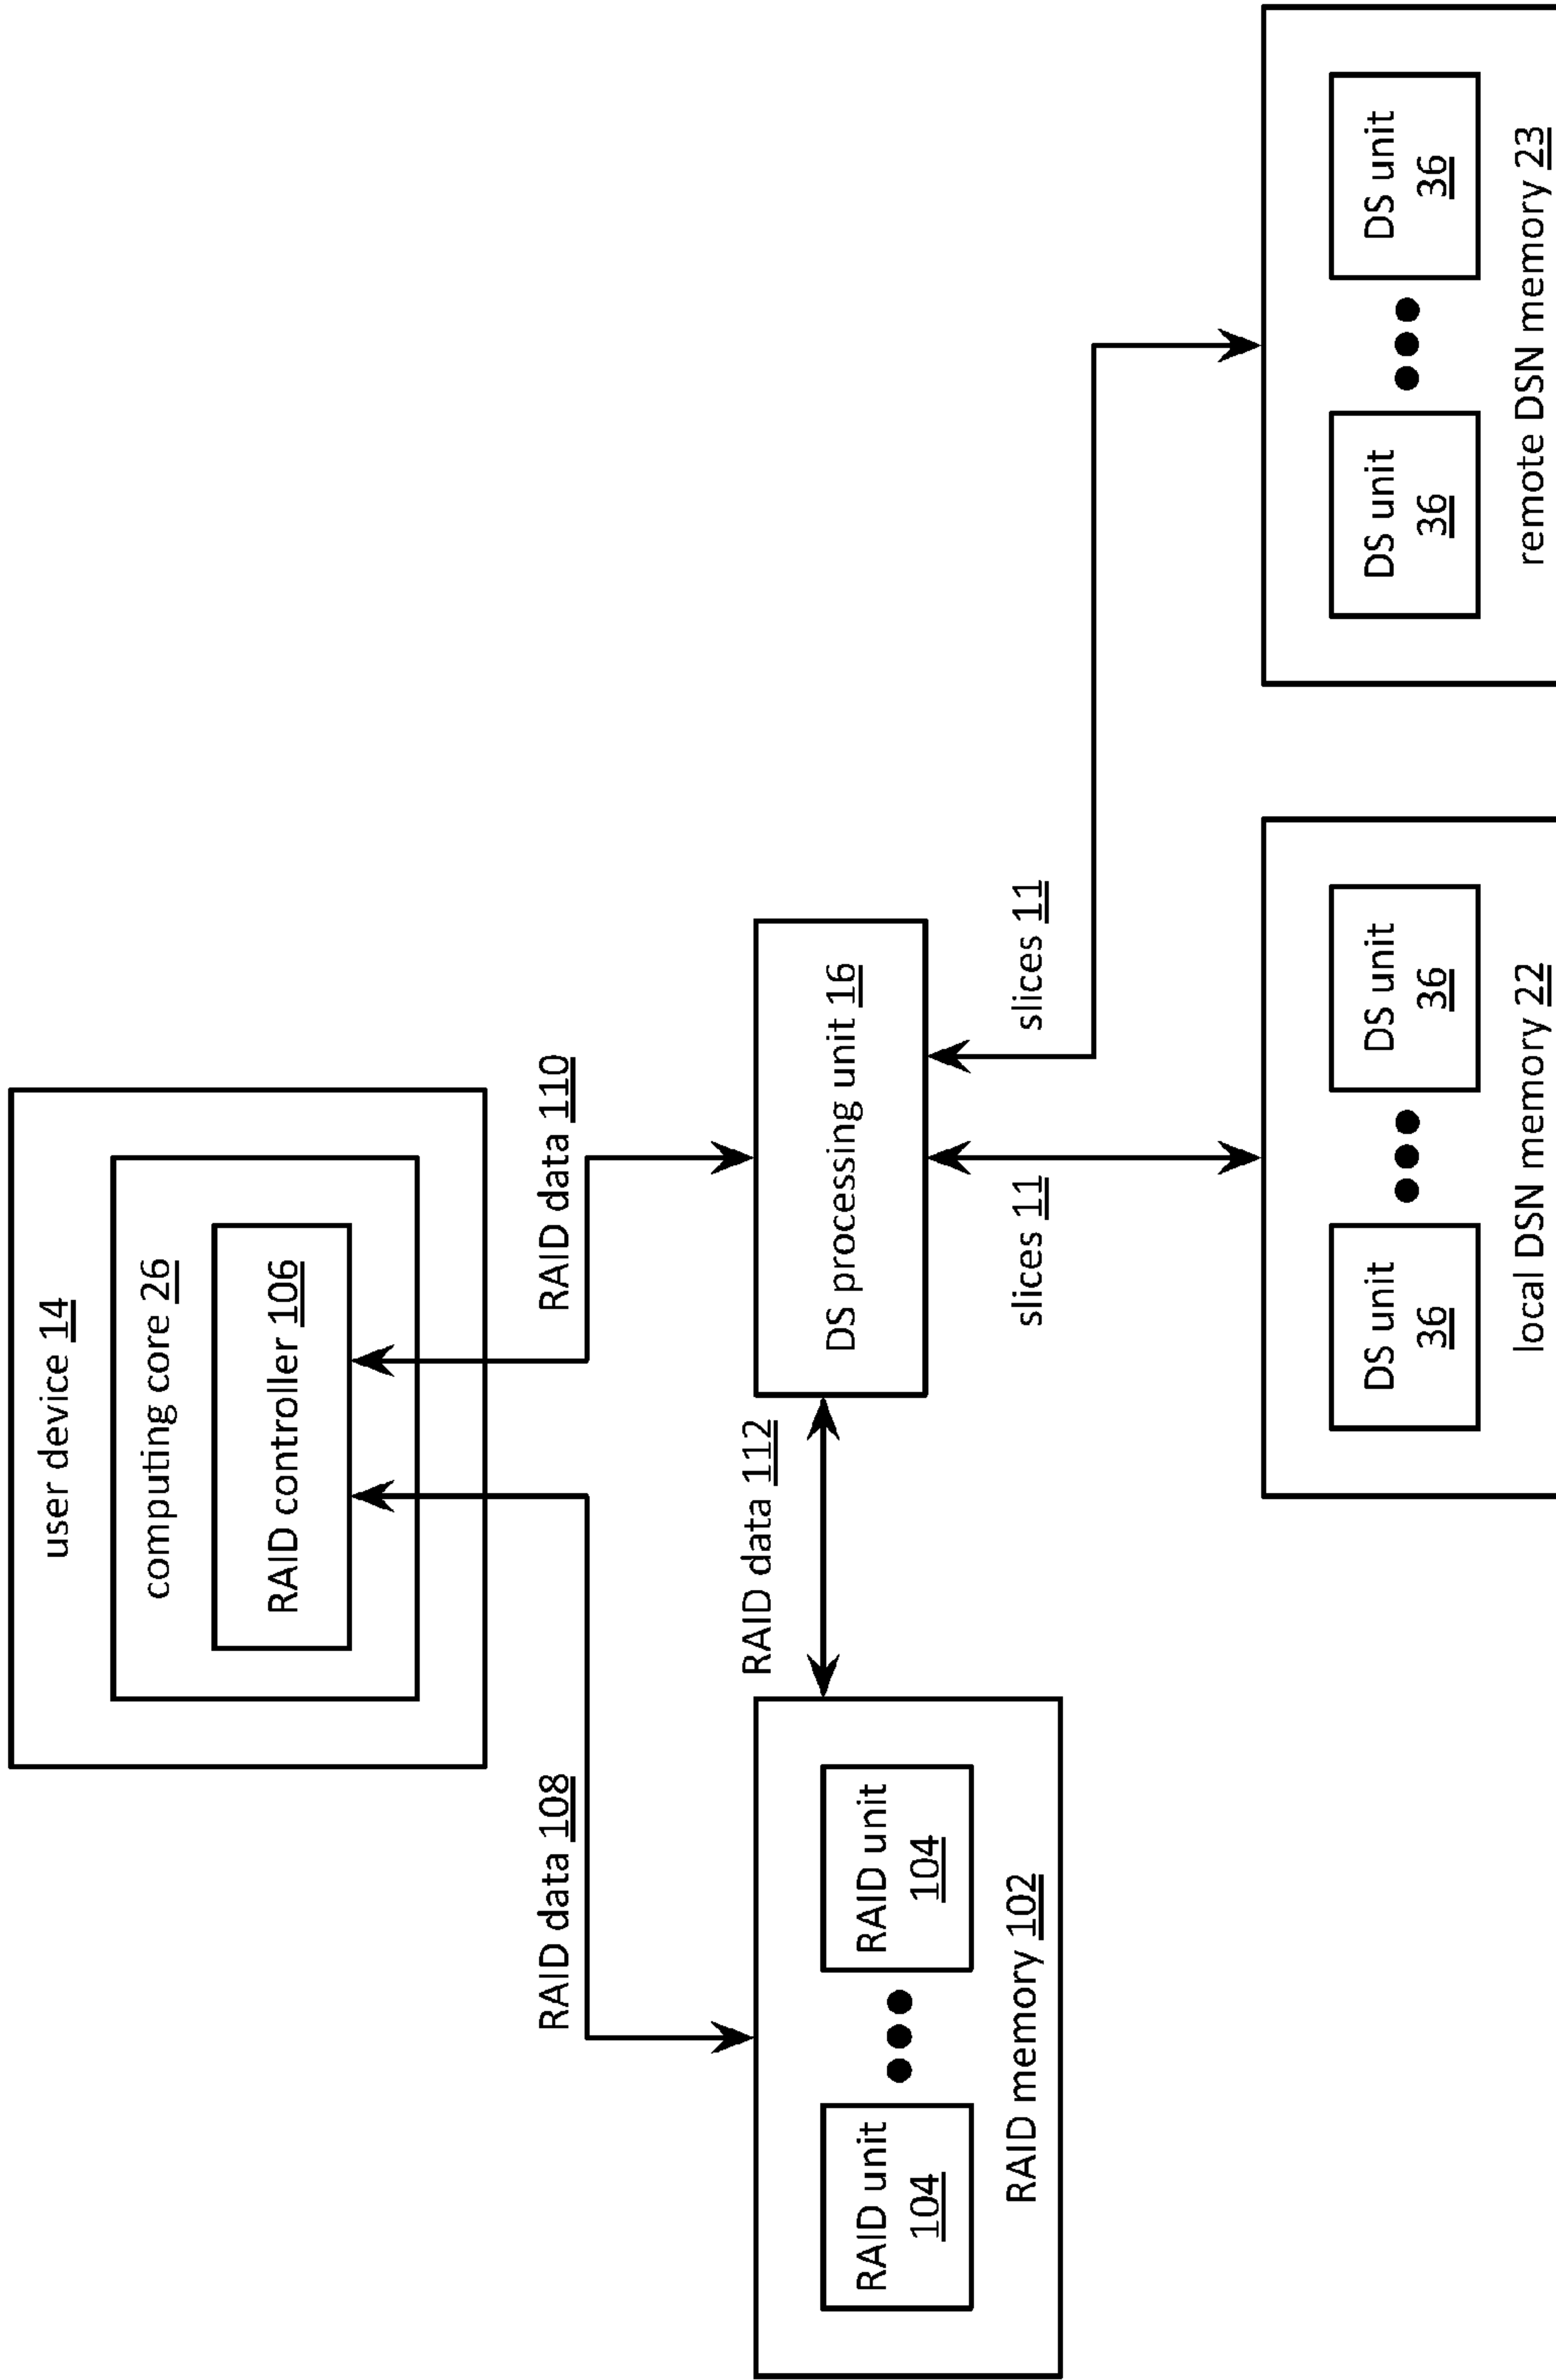 user device 14
computing core 26
RAID controller 106
RAID data 108
RAID data 110
RAID data 112
RAID unit
104
RAID unit
104
RAID memory 102
DS processing unit 16
slices 11
slices 11
DS unit
36
DS unit
36
local DSN memory 22
DS unit
36
DS unit
36
remote DSN memory 23